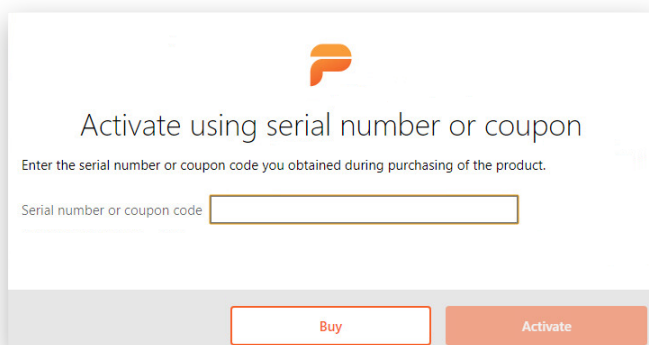 Activate using serial number or coupon
Enter the serial number or coupon code you obtained during purchasing of the product.
Serial number or coupon code
Buy
Activate